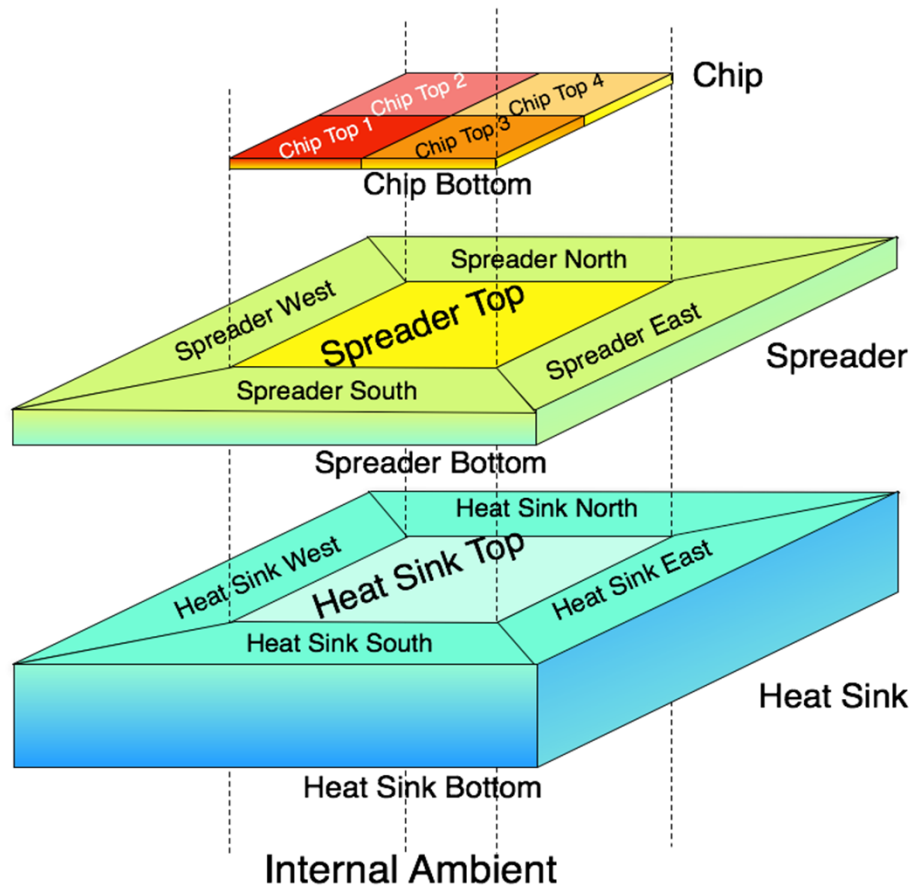 Chip
Chip Top 2
Chip Top 4
Chip Top 1
Chip Top 3
Chip Bottom
Spreader North
Spreader West
Spreader Top
Spreader East
Spreader
Spreader South
Spreader Bottom
Heat Sink North
Heat Sink West
Heat Sink Top
Heat Sink East
Heat Sink South
Heat Sink
Heat Sink Bottom
Internal Ambient